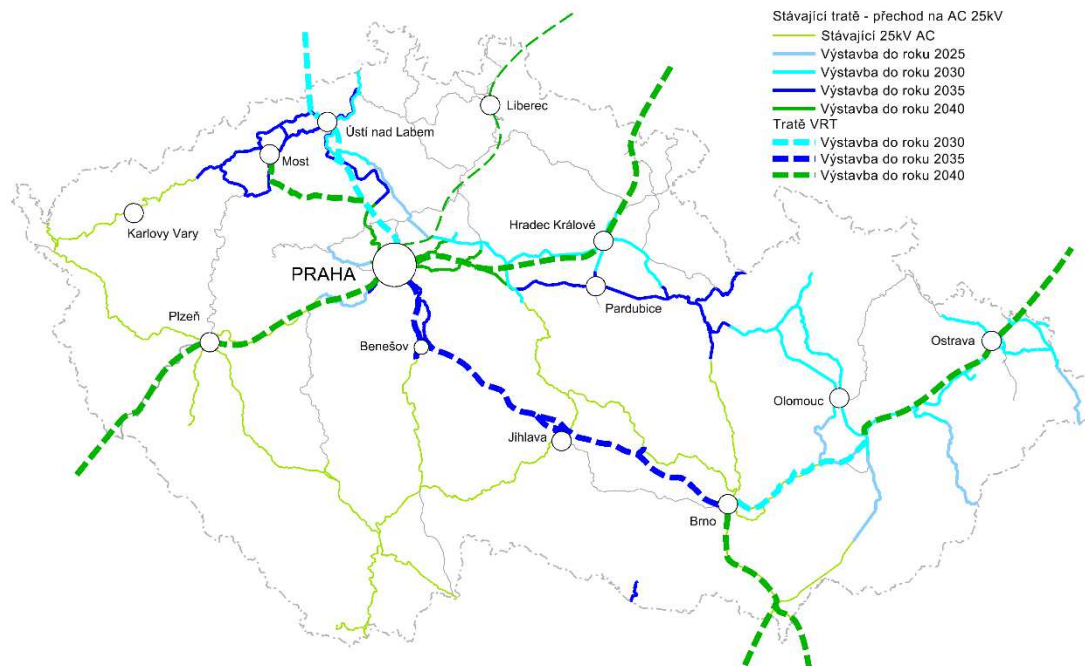 Stávající tratě - přechod na AC 25kV
Stávající 25kV AC
Výstavba do roku 2025
Výstavba do roku 2030
Výstavba do roku 2035
Výstavba do roku 2040
Tratě VRT
Výstavba do roku 2030
Výstavba do roku 2035
Výstavba do roku 2040
Liberec
Ústí nad Labem
Most
Karlovy Vary
Hradec Králové
PRAHA
Pardubice
Plzeň
Benešov
Ostrava
Olomouc
Jihlava
Brno